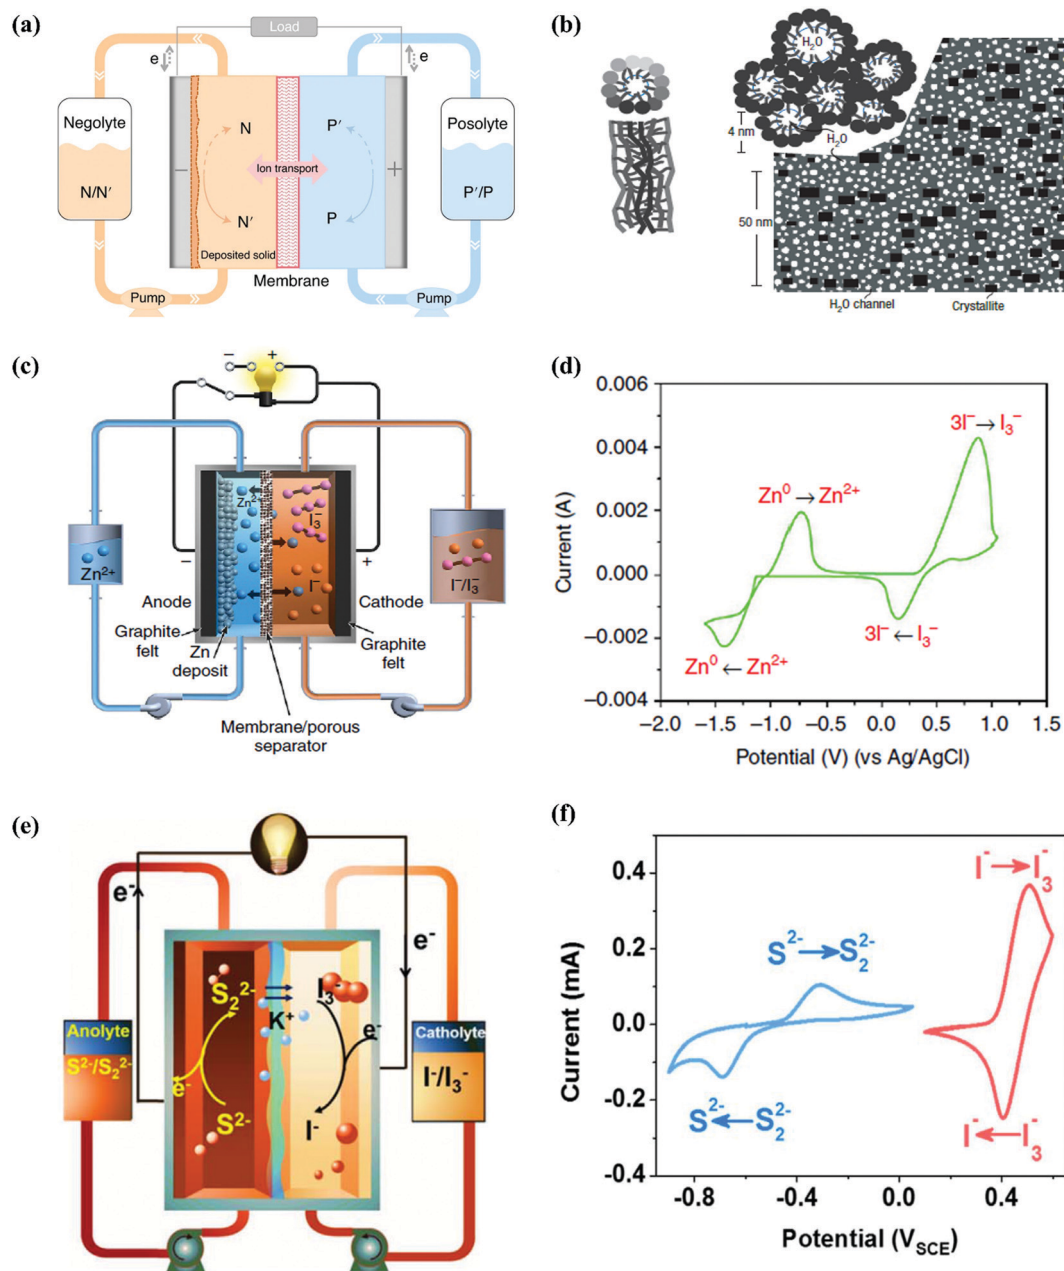 (a)
Load
e
e
Negolyte
N/N′
N
P′
Ion transport
−
+
N′
P
Deposited solid
Membrane
Posolyte
P′/P
Pump
Pump
(b)
H₂O
4 nm
H₂O
50 nm
H₂O channel
Crystallite
(c)
−
+
Zn²⁺
Zn²⁺
I₃⁻
I⁻
−
+
I⁻/I₃⁻
Anode
Cathode
Graphite
felt
Zn
deposit
Graphite
felt
Membrane/porous
separator
(d)
0.006
0.004
0.002
0.000
−0.002
−0.004
Current (A)
3I⁻ → I₃⁻
Zn⁰ → Zn²⁺
3I⁻ ← I₃⁻
Zn⁰ ← Zn²⁺
−2.0 −1.5 −1.0 −0.5 0.0 0.5 1.0 1.5
Potential (V) (vs Ag/AgCl)
(e)
e⁻
e⁻
S₂²⁻
I₃⁻
K⁺
e⁻
Anolyte
S²⁻/S₂²⁻
e⁻
S²⁻
I⁻
Catholyte
I⁻/I₃⁻
(f)
0.4
0.2
0.0
-0.2
-0.4
Current (mA)
I⁻ → I₃⁻
S²⁻ → S₂²⁻
S²⁻ ← S₂²⁻
I⁻ ← I₃⁻
-0.8 -0.4 0.0 0.4
Potential (V_SCE)